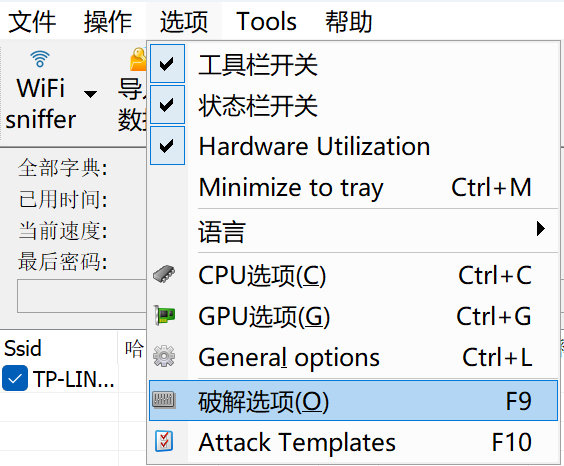 文件 操作 选项 Tools 帮助
WiFi
sniffer
工具栏开关
状态栏开关
Hardware Utilization
Minimize to tray Ctrl+M
语言
CPU选项(C) Ctrl+C
GPU选项(G) Ctrl+G
General options Ctrl+L
破解选项(O) F9
Attack Templates F10
全部字典:
已用时间:
当前速度:
最后密码:
Ssid 哈
TP-LIN...